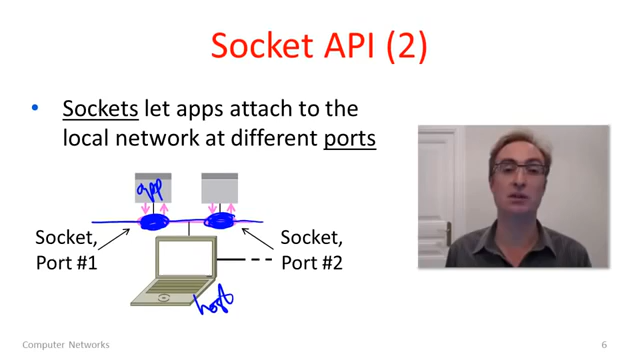 Socket API (2)
• Sockets let apps attach to the
local network at different ports
app
Socket,
Port #1
Socket,
Port #2
host
Computer Networks
6